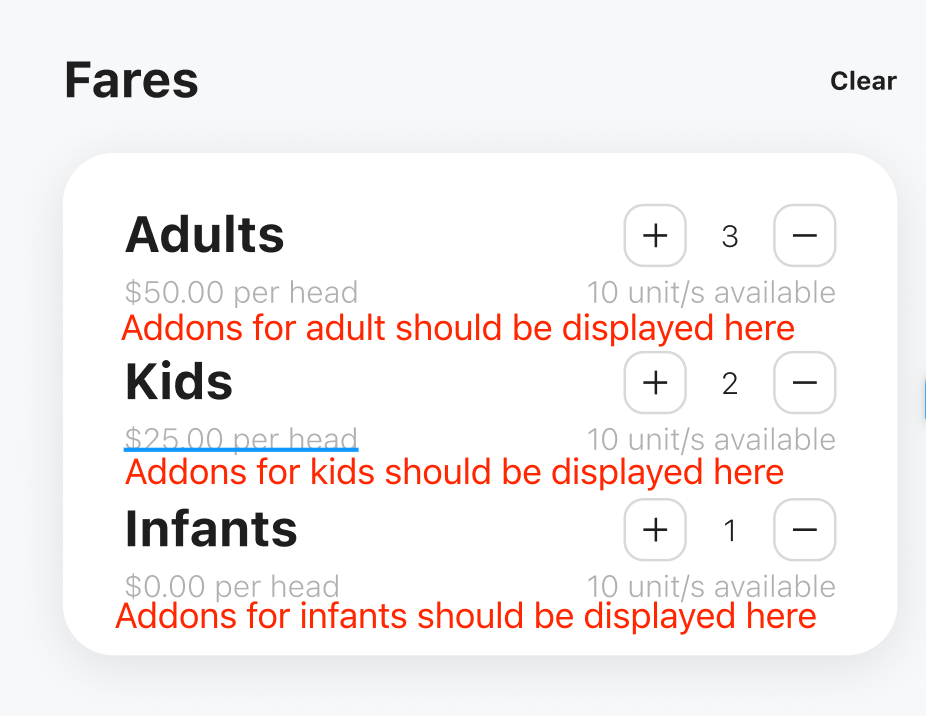 Fares
Clear
Adults
+ 3 −
$50.00 per head
10 unit/s available
Addons for adult should be displayed here
Kids
+ 2 −
$25.00 per head
10 unit/s available
Addons for kids should be displayed here
Infants
+ 1 −
$0.00 per head
10 unit/s available
Addons for infants should be displayed here